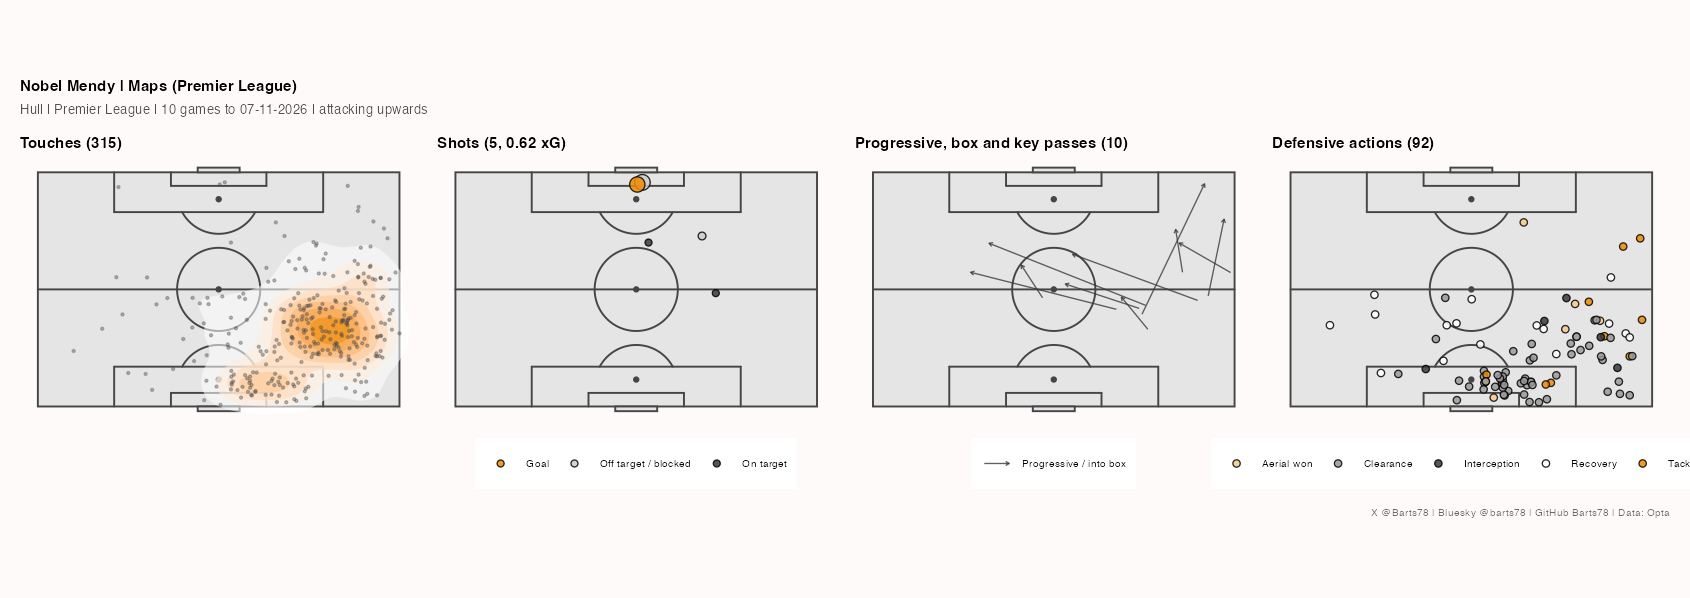 Nobel Mendy | Maps (Premier League)
Hull | Premier League | 10 games to 07-11-2026 | attacking upwards
Touches (315)
Shots (5, 0.62 xG)
Progressive, box and key passes (10)
Defensive actions (92)
Goal
Off target / blocked
On target
Progressive / into box
Aerial won
Clearance
Interception
Recovery
Tack
X @Barts78 | Bluesky @barts78 | GitHub Barts78 | Data: Opta